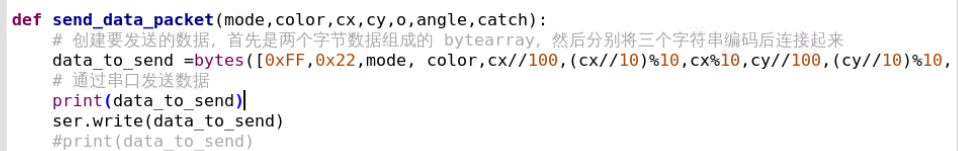 def send_data_packet(mode,color,cx,cy,o,angle,catch):
    # 创建要发送的数据，首先是两个字节数据组成的 bytearray，然后分别将三个字符串编码后连接起来
    data_to_send =bytes([0xFF,0x22,mode, color,cx//100,(cx//10)%10,cx%10,cy//100,(cy//10)%10,
    # 通过串口发送数据
    print(data_to_send)
    ser.write(data_to_send)
    #print(data_to_send)